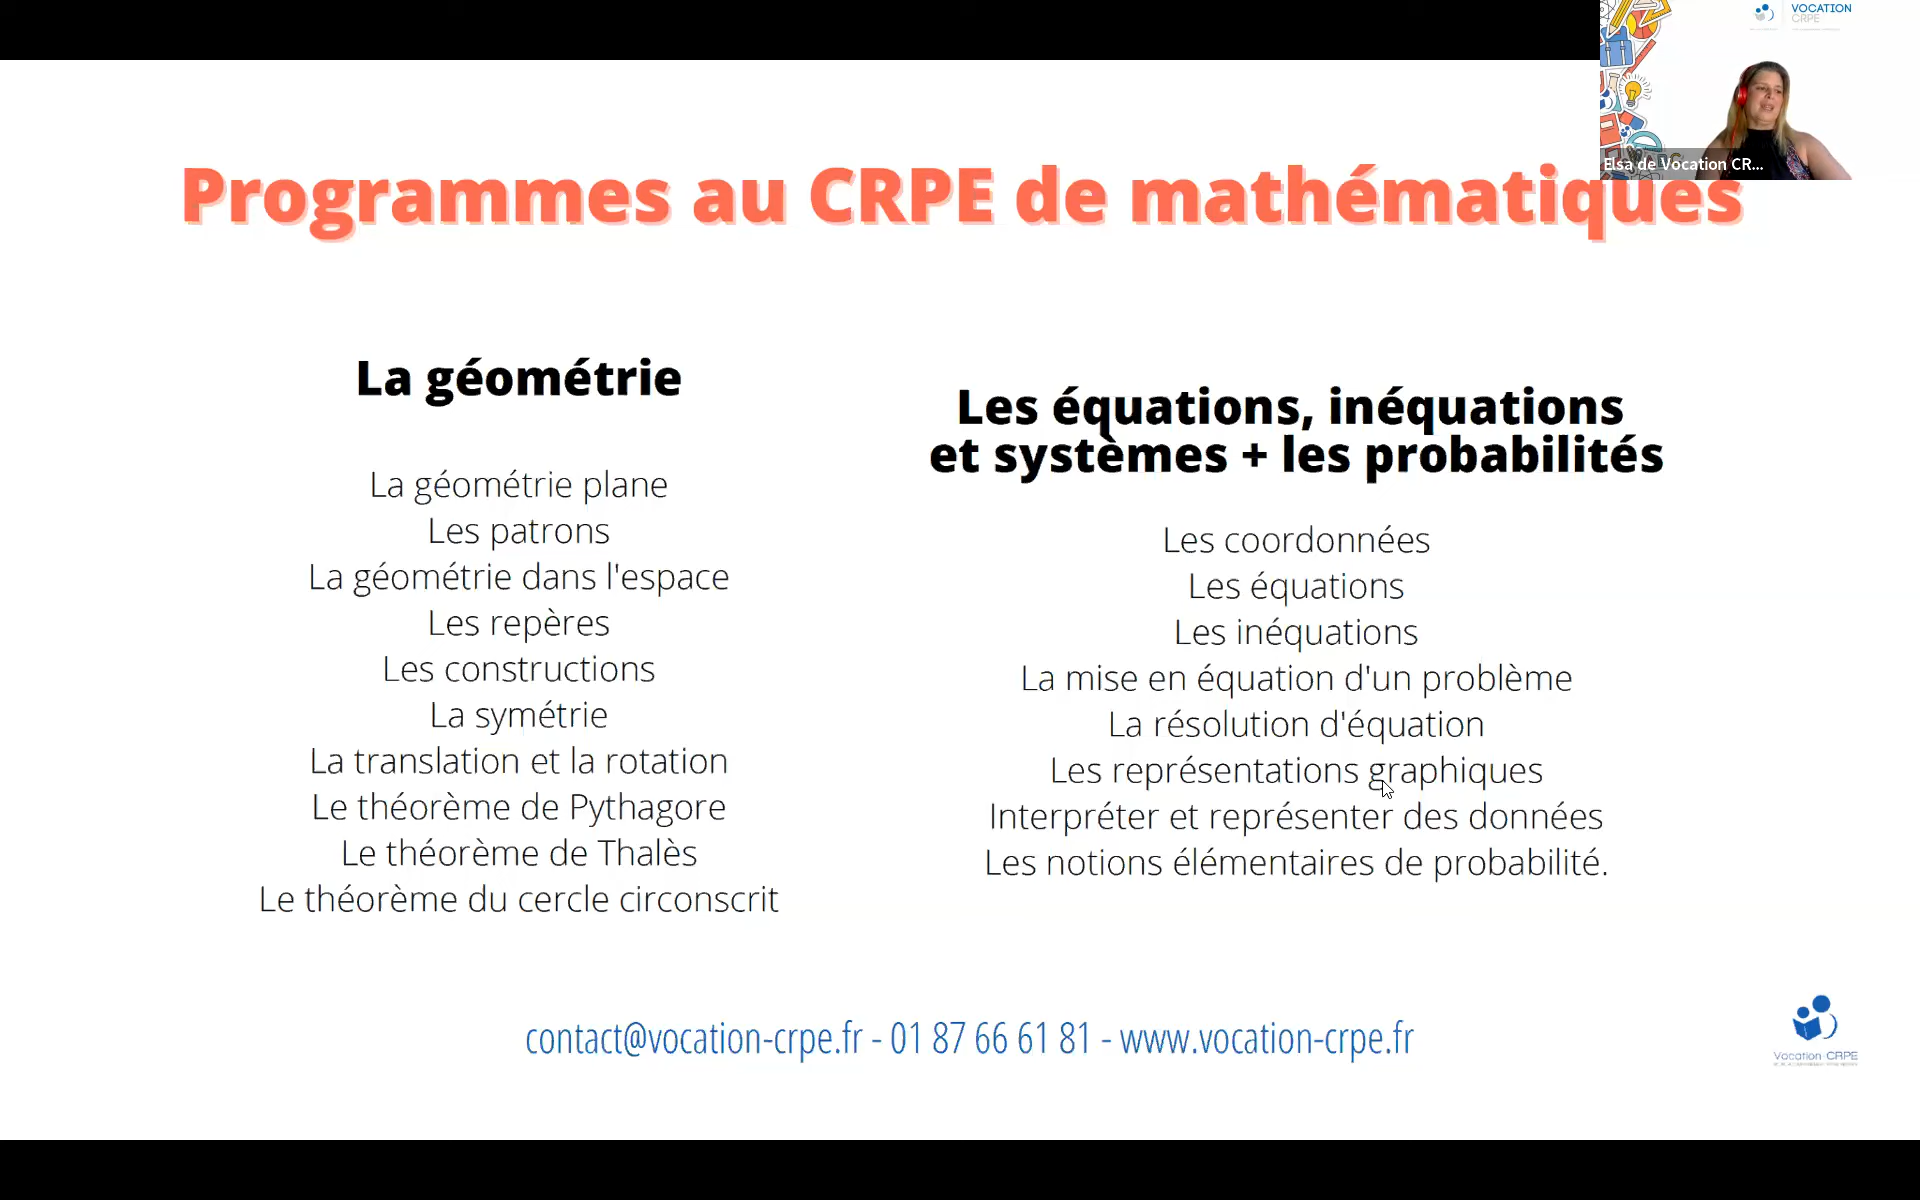 VOCATION
CRPE
Elsa de Vocation CR...
Programmes au CRPE de mathématiques
La géométrie
La géométrie plane
Les patrons
La géométrie dans l'espace
Les repères
Les constructions
La symétrie
La translation et la rotation
Le théorème de Pythagore
Le théorème de Thalès
Le théorème du cercle circonscrit
Les équations, inéquations
et systèmes + les probabilités
Les coordonnées
Les équations
Les inéquations
La mise en équation d'un problème
La résolution d'équation
Les représentations graphiques
Interpréter et représenter des données
Les notions élémentaires de probabilité.
contact@vocation-crpe.fr - 01 87 66 61 81 - www.vocation-crpe.fr
Vocation CRPE